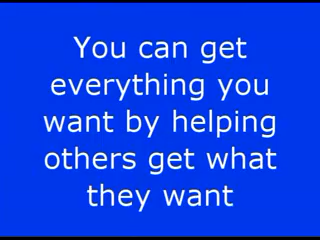 You can get
everything you
want by helping
others get what
they want